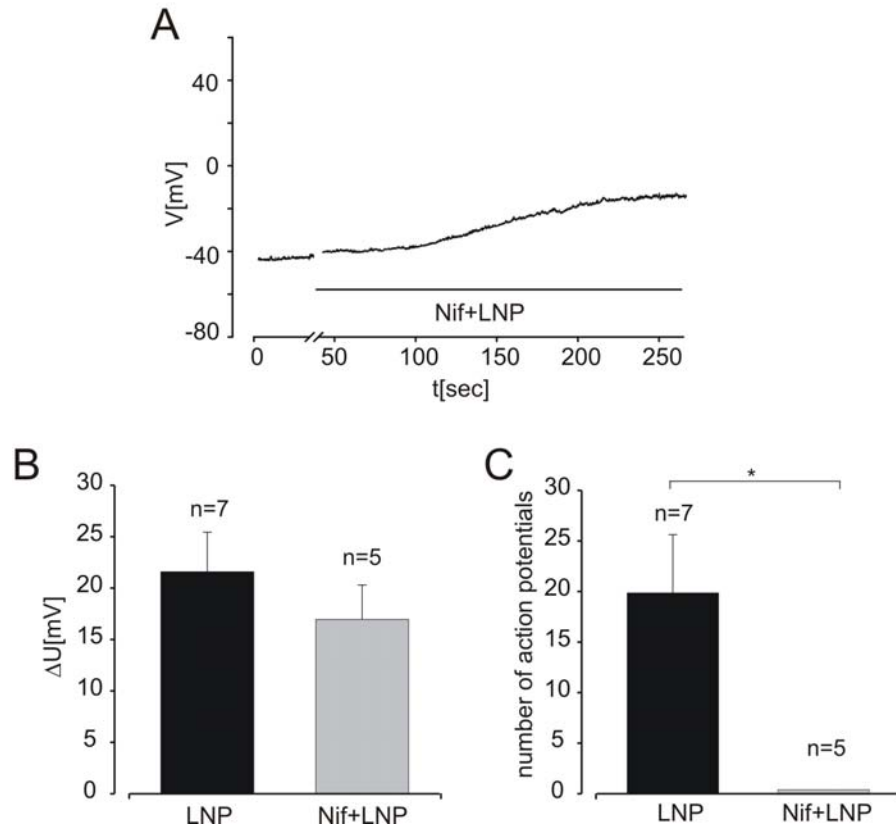 A
V[mV]
40
0
-40
-80
Nif+LNP
0 50 100 150 200 250
t[sec]
B
ΔU[mV]
30
25
20
15
10
5
0
n=7
n=5
LNP Nif+LNP
C
number of action potentials
*
30
25
20
15
10
5
0
n=7
n=5
LNP Nif+LNP